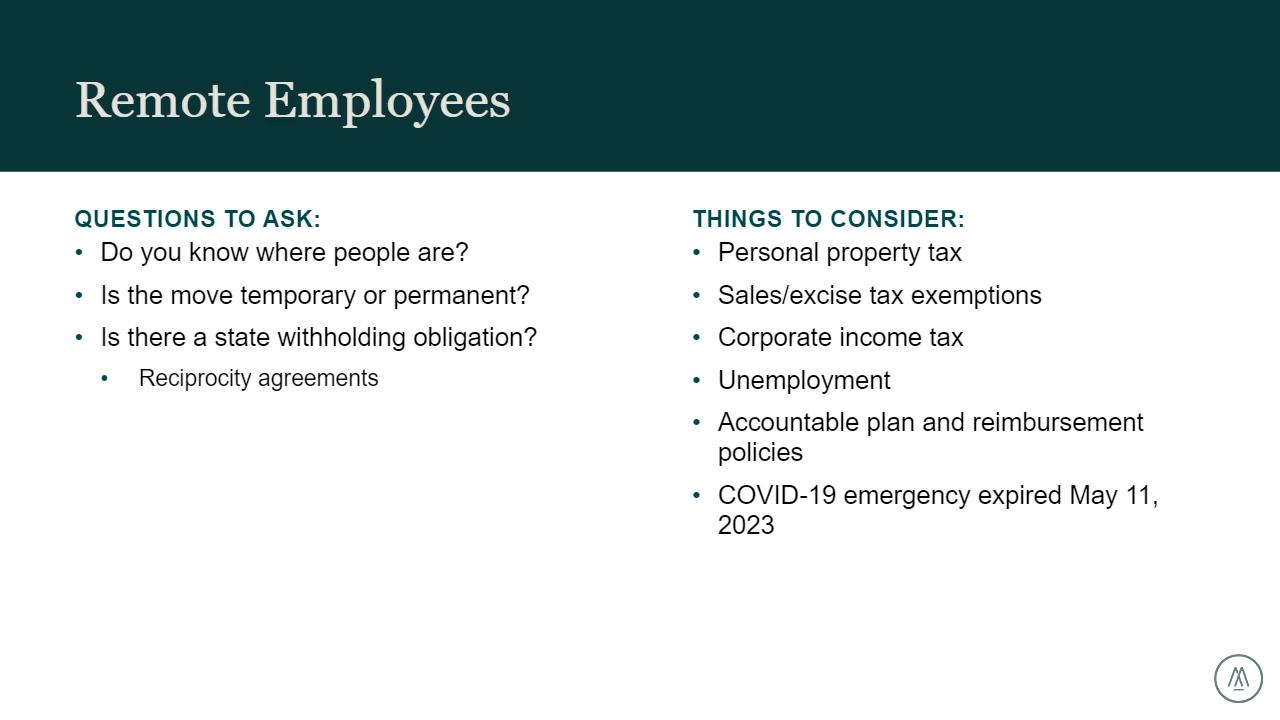 Remote Employees
QUESTIONS TO ASK:
• Do you know where people are?
• Is the move temporary or permanent?
• Is there a state withholding obligation?
• Reciprocity agreements
THINGS TO CONSIDER:
• Personal property tax
• Sales/excise tax exemptions
• Corporate income tax
• Unemployment
• Accountable plan and reimbursement
policies
• COVID-19 emergency expired May 11,
2023